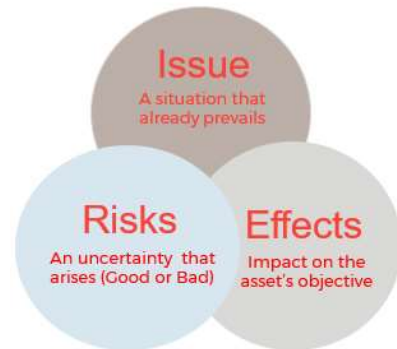 Issue
A situation that
already prevails
Risks
An uncertainty that
arises (Good or Bad)
Effects
Impact on the
asset's objective